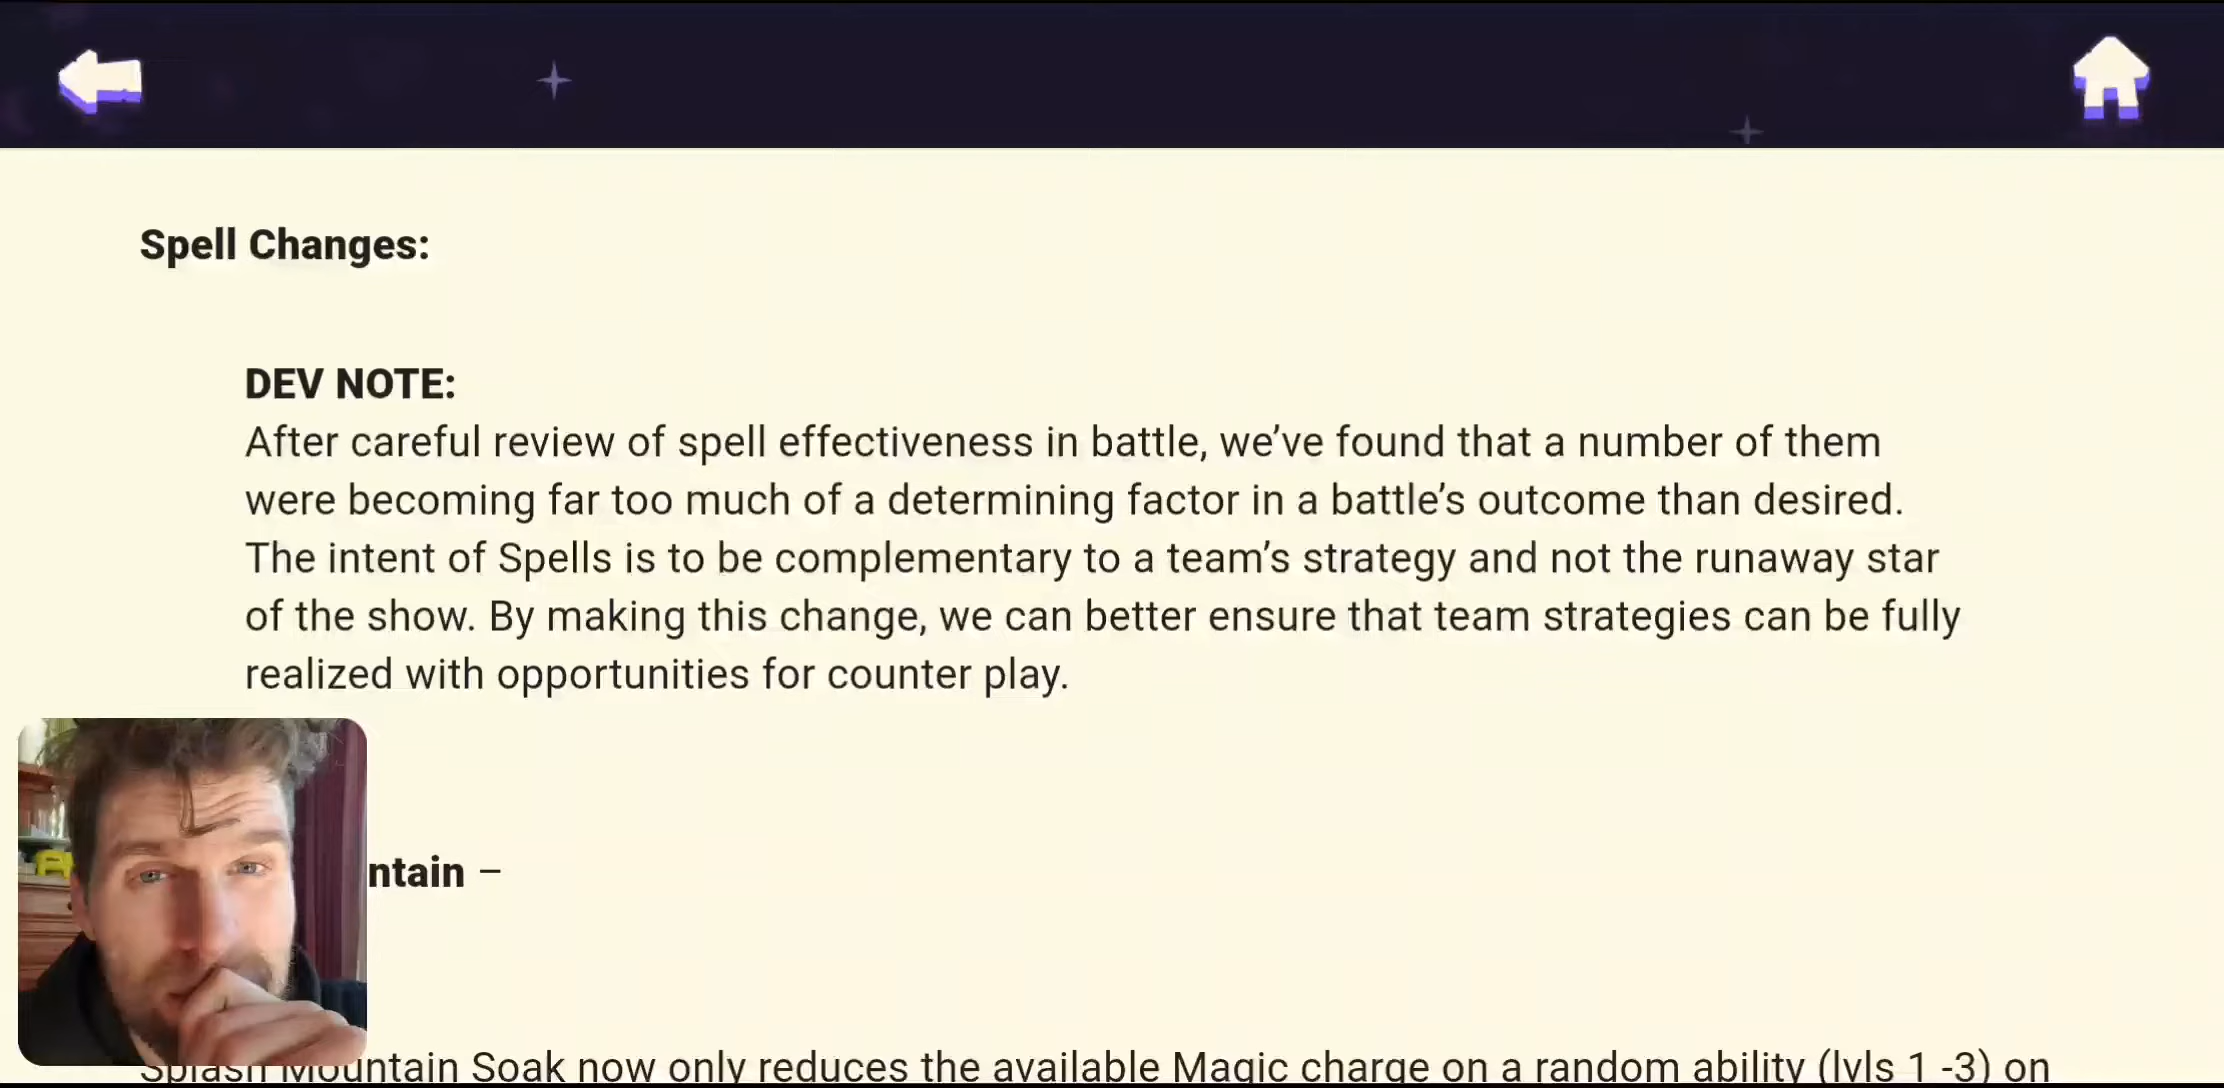 Spell Changes:
DEV NOTE:
After careful review of spell effectiveness in battle, we’ve found that a number of them
were becoming far too much of a determining factor in a battle’s outcome than desired.
The intent of Spells is to be complementary to a team’s strategy and not the runaway star
of the show. By making this change, we can better ensure that team strategies can be fully
realized with opportunities for counter play.
ntain –
Splash Mountain Soak now only reduces the available Magic charge on a random ability (lvls 1 -3) on